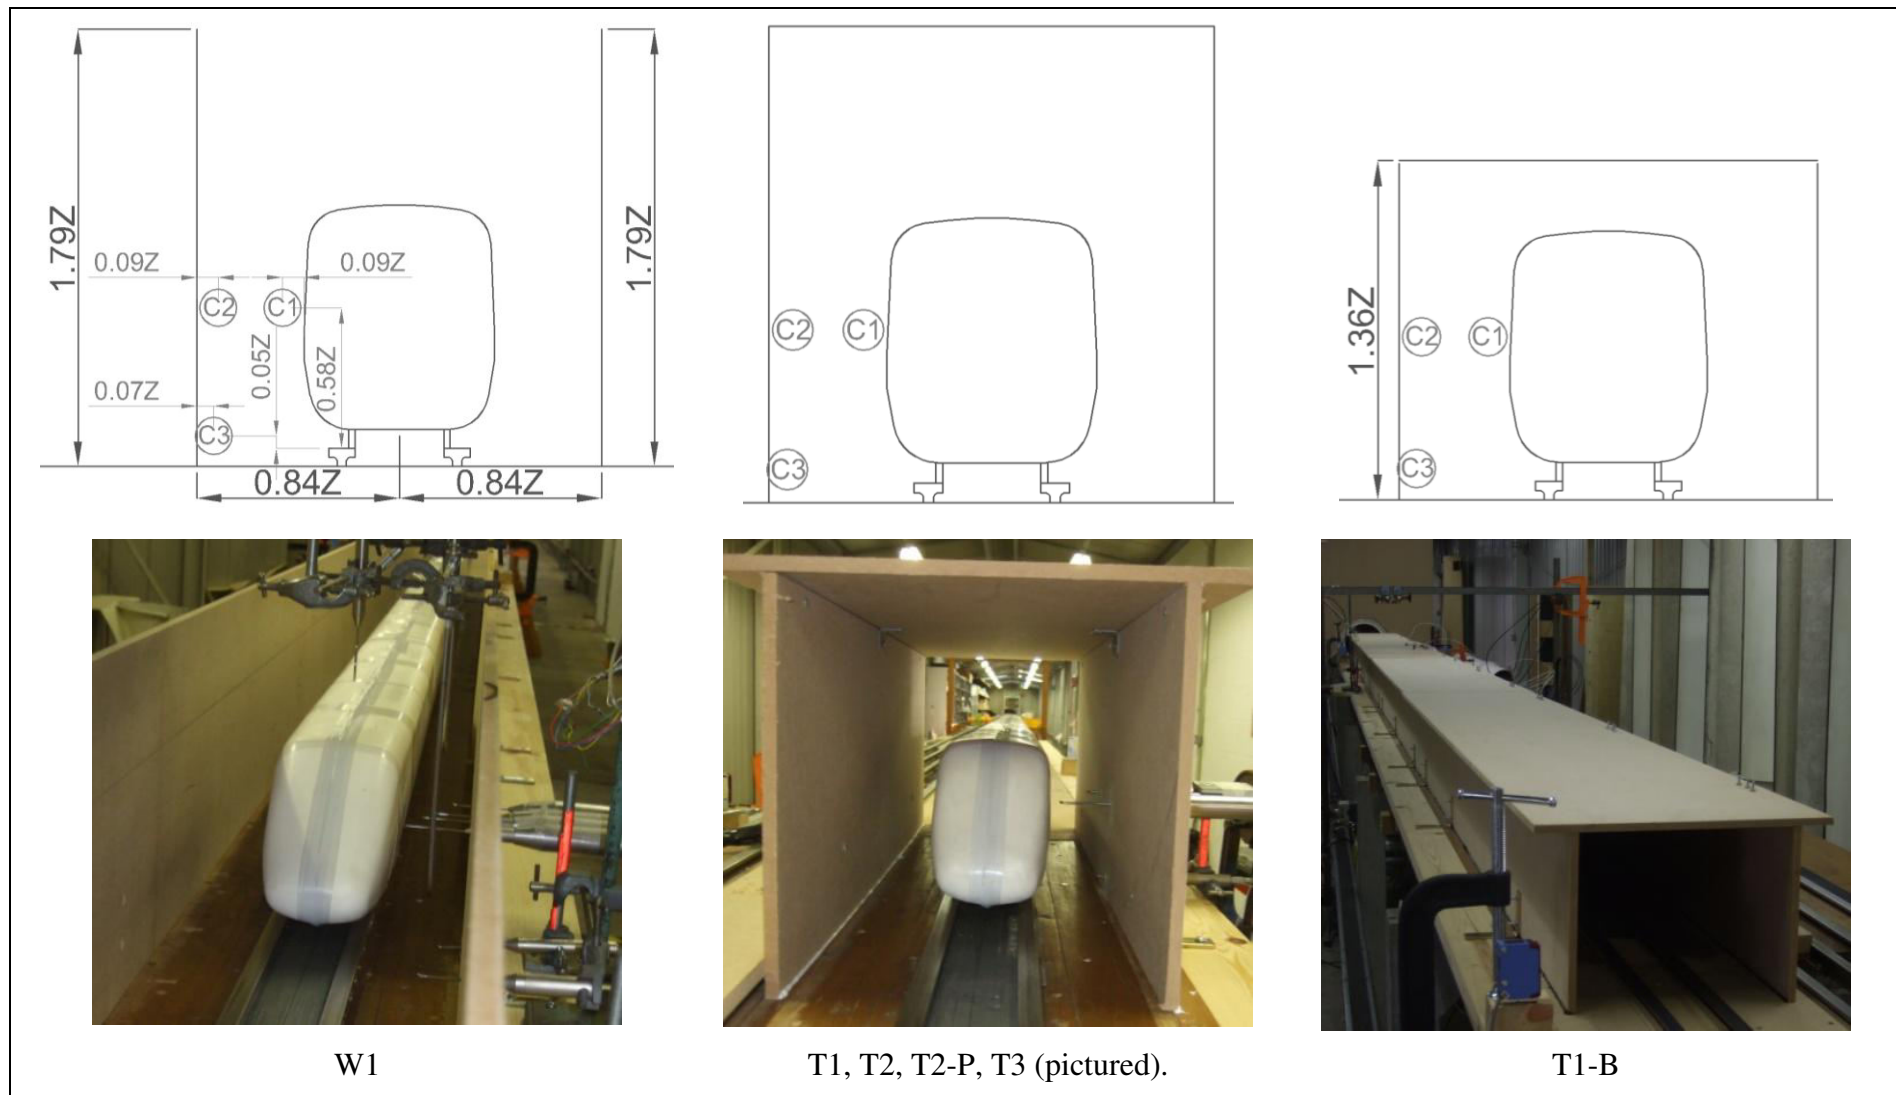 1.79Z
0.09Z
0.09Z
C2
C1
0.05Z
0.58Z
0.07Z
C3
0.84Z
0.84Z
1.79Z
C2
C1
C3
1.36Z
C2
C1
C3
W1
T1, T2, T2-P, T3 (pictured).
T1-B